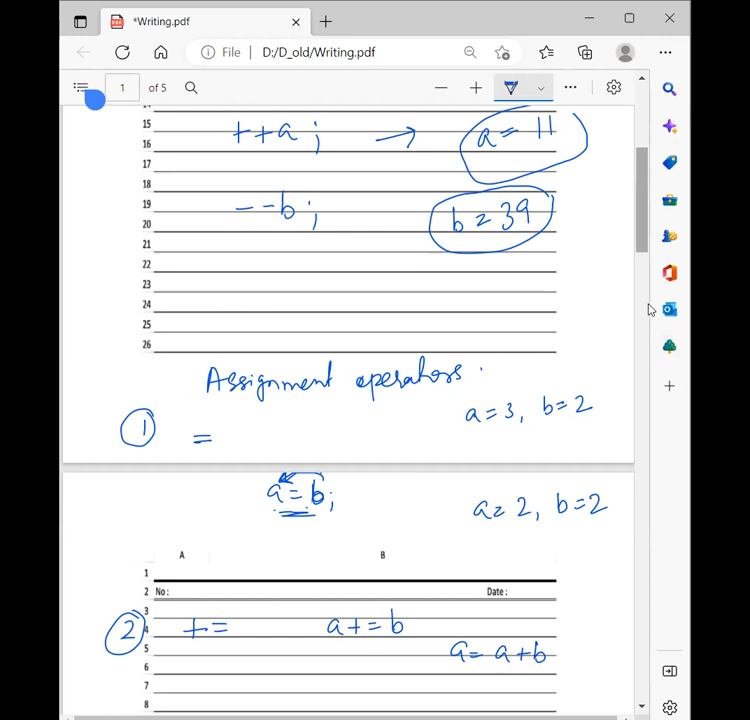 *Writing.pdf
File D:/D_old/Writing.pdf
1 of 5
14
15
++a ; → a = 11
16
17
18
19
--b ; b = 39
20
21
22
23
24
25
26
Assignment operators.
a = 3, b = 2
1 =
a = b;
a = 2, b = 2
A B
1
2 No : Date :
3
2 += a += b
4
5 a = a + b
6
7
8